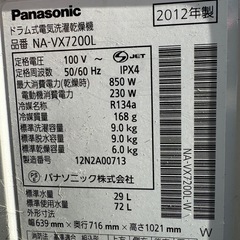 Panasonic
2012年製
ドラム式電気洗濯乾燥機
品番 NA-VX7200L
定格電圧 100 V～
定格周波数 50/60 Hz
JET
IPX4
最大消費電力(乾燥時) 850 W
電動機消費電力 230 W
冷媒名 R134a
冷媒量 168 g
標準洗濯容量 9.0 kg
標準脱水容量 9.0 kg
標準乾燥容量 6.0 kg
製造番号 12N2A00713
パナソニック株式会社
標準水量 29 L
標準使用水量 72 L
幅 639 mm×奥行 716 mm×高さ 1021 mm
W
NA-VX7200L-W